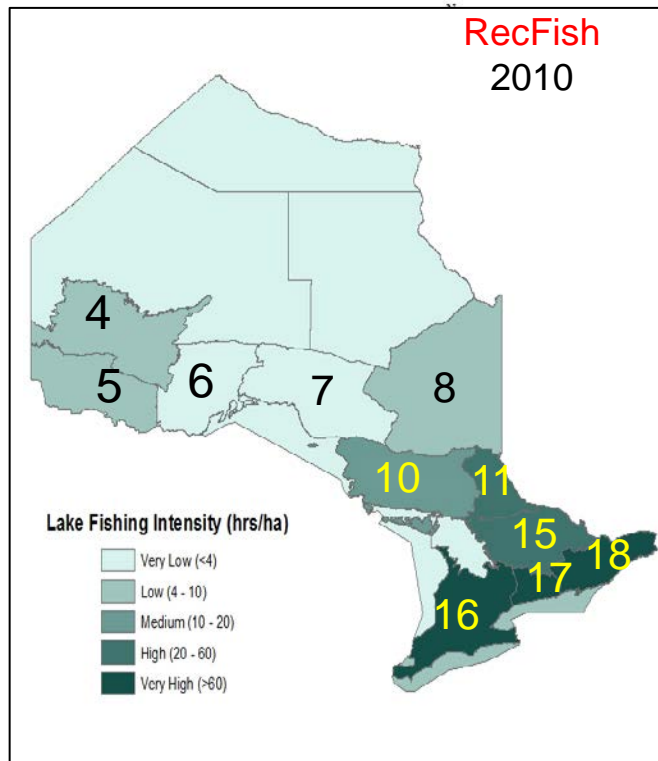 RecFish
2010
4
5
6
7
8
10
11
15
18
17
16
Lake Fishing Intensity (hrs/ha)
Very Low (<4)
Low (4 - 10)
Medium (10 - 20)
High (20 - 60)
Very High (>60)